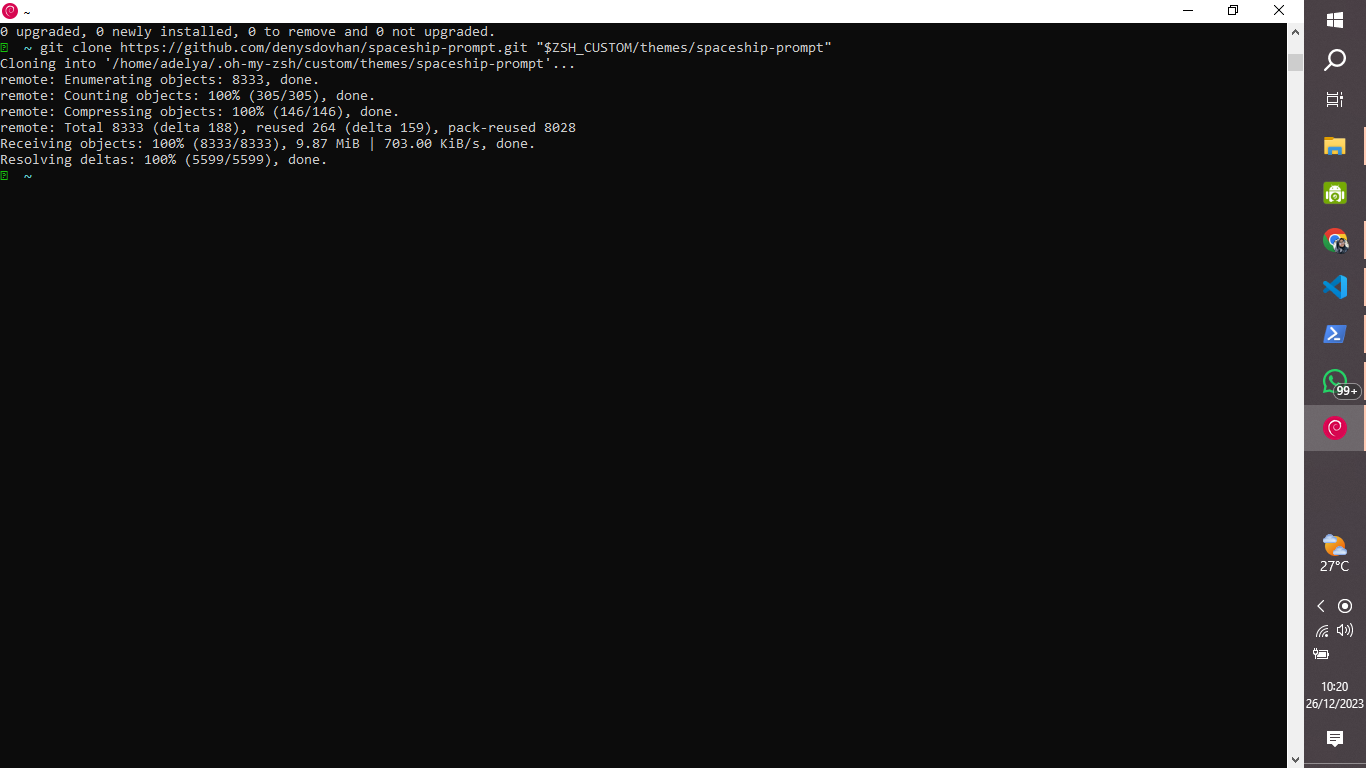 ~
0 upgraded, 0 newly installed, 0 to remove and 0 not upgraded.
~ git clone https://github.com/denysdovhan/spaceship-prompt.git "$ZSH_CUSTOM/themes/spaceship-prompt"
Cloning into '/home/adelya/.oh-my-zsh/custom/themes/spaceship-prompt'...
remote: Enumerating objects: 8333, done.
remote: Counting objects: 100% (305/305), done.
remote: Compressing objects: 100% (146/146), done.
remote: Total 8333 (delta 188), reused 264 (delta 159), pack-reused 8028
Receiving objects: 100% (8333/8333), 9.87 MiB | 703.00 KiB/s, done.
Resolving deltas: 100% (5599/5599), done.
~
99+
27°C
10:20
26/12/2023